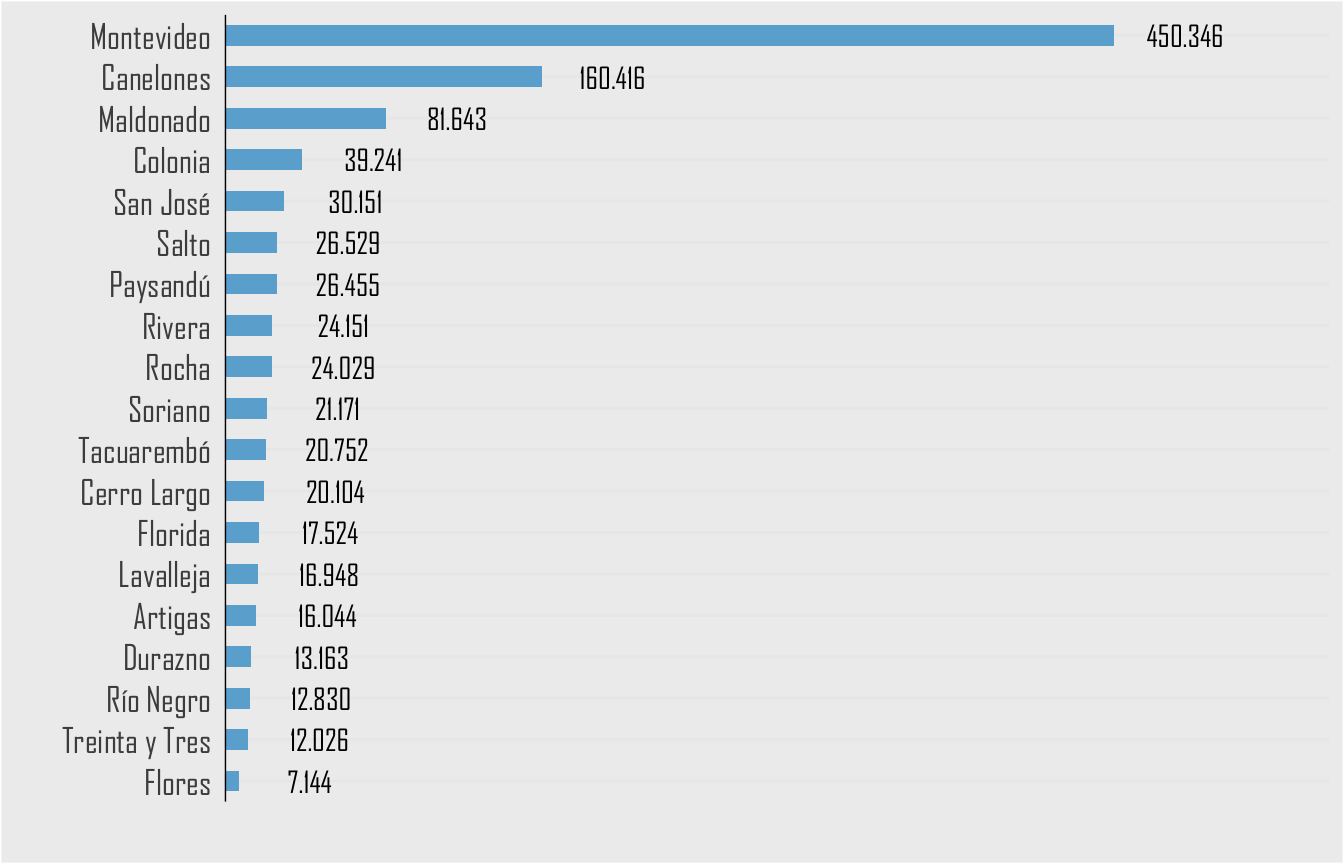 Montevideo 450.346
Canelones 160.416
Maldonado 81.643
Colonia 39.241
San José 30.151
Salto 26.529
Paysandú 26.455
Rivera 24.151
Rocha 24.029
Soriano 21.171
Tacuarembó 20.752
Cerro Largo 20.104
Florida 17.524
Lavalleja 16.948
Artigas 16.044
Durazno 13.163
Río Negro 12.830
Treinta y Tres 12.026
Flores 7.144